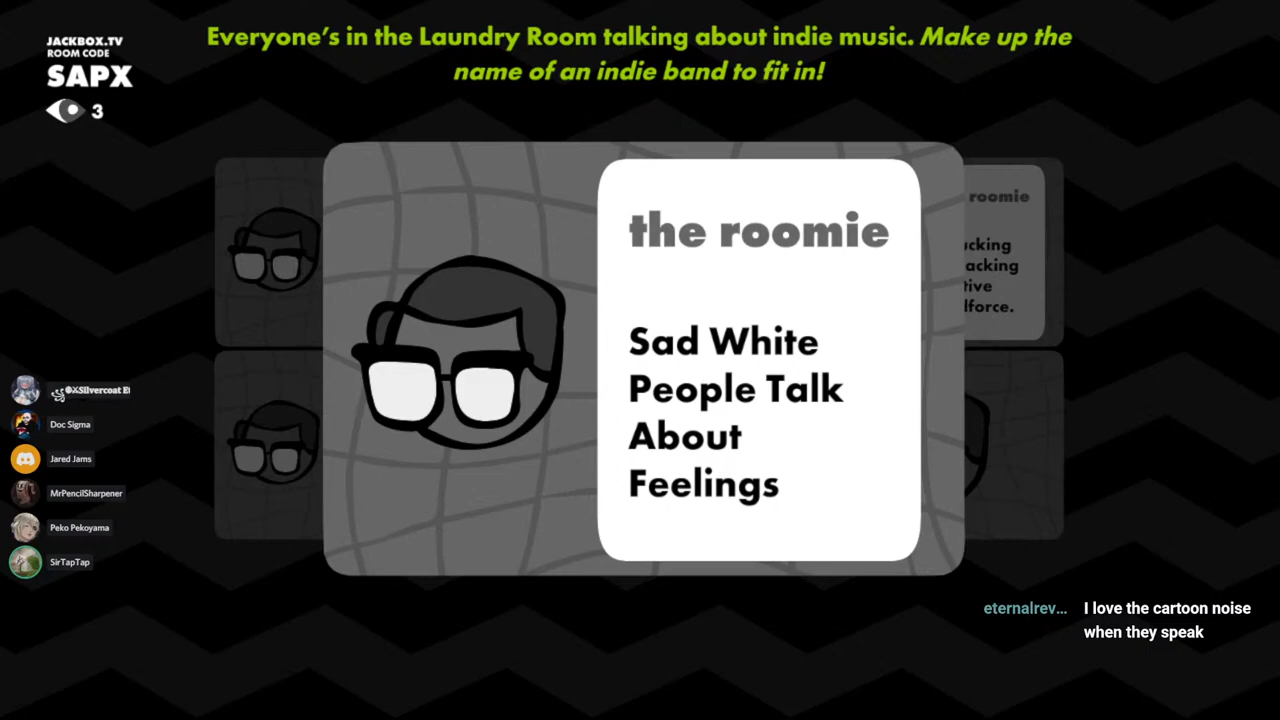 JACKBOX.TV
ROOM CODE
SAPX
3
Everyone's in the Laundry Room talking about indie music. Make up the
name of an indie band to fit in!
the roomie
Sad White
People Talk
About
Feelings
roomie
ucking
acking
tive
lforce.
Doc Sigma
Jared Jams
MrPencilSharpener
Peko Pekoyama
SirTapTap
eternalrev... I love the cartoon noise
when they speak